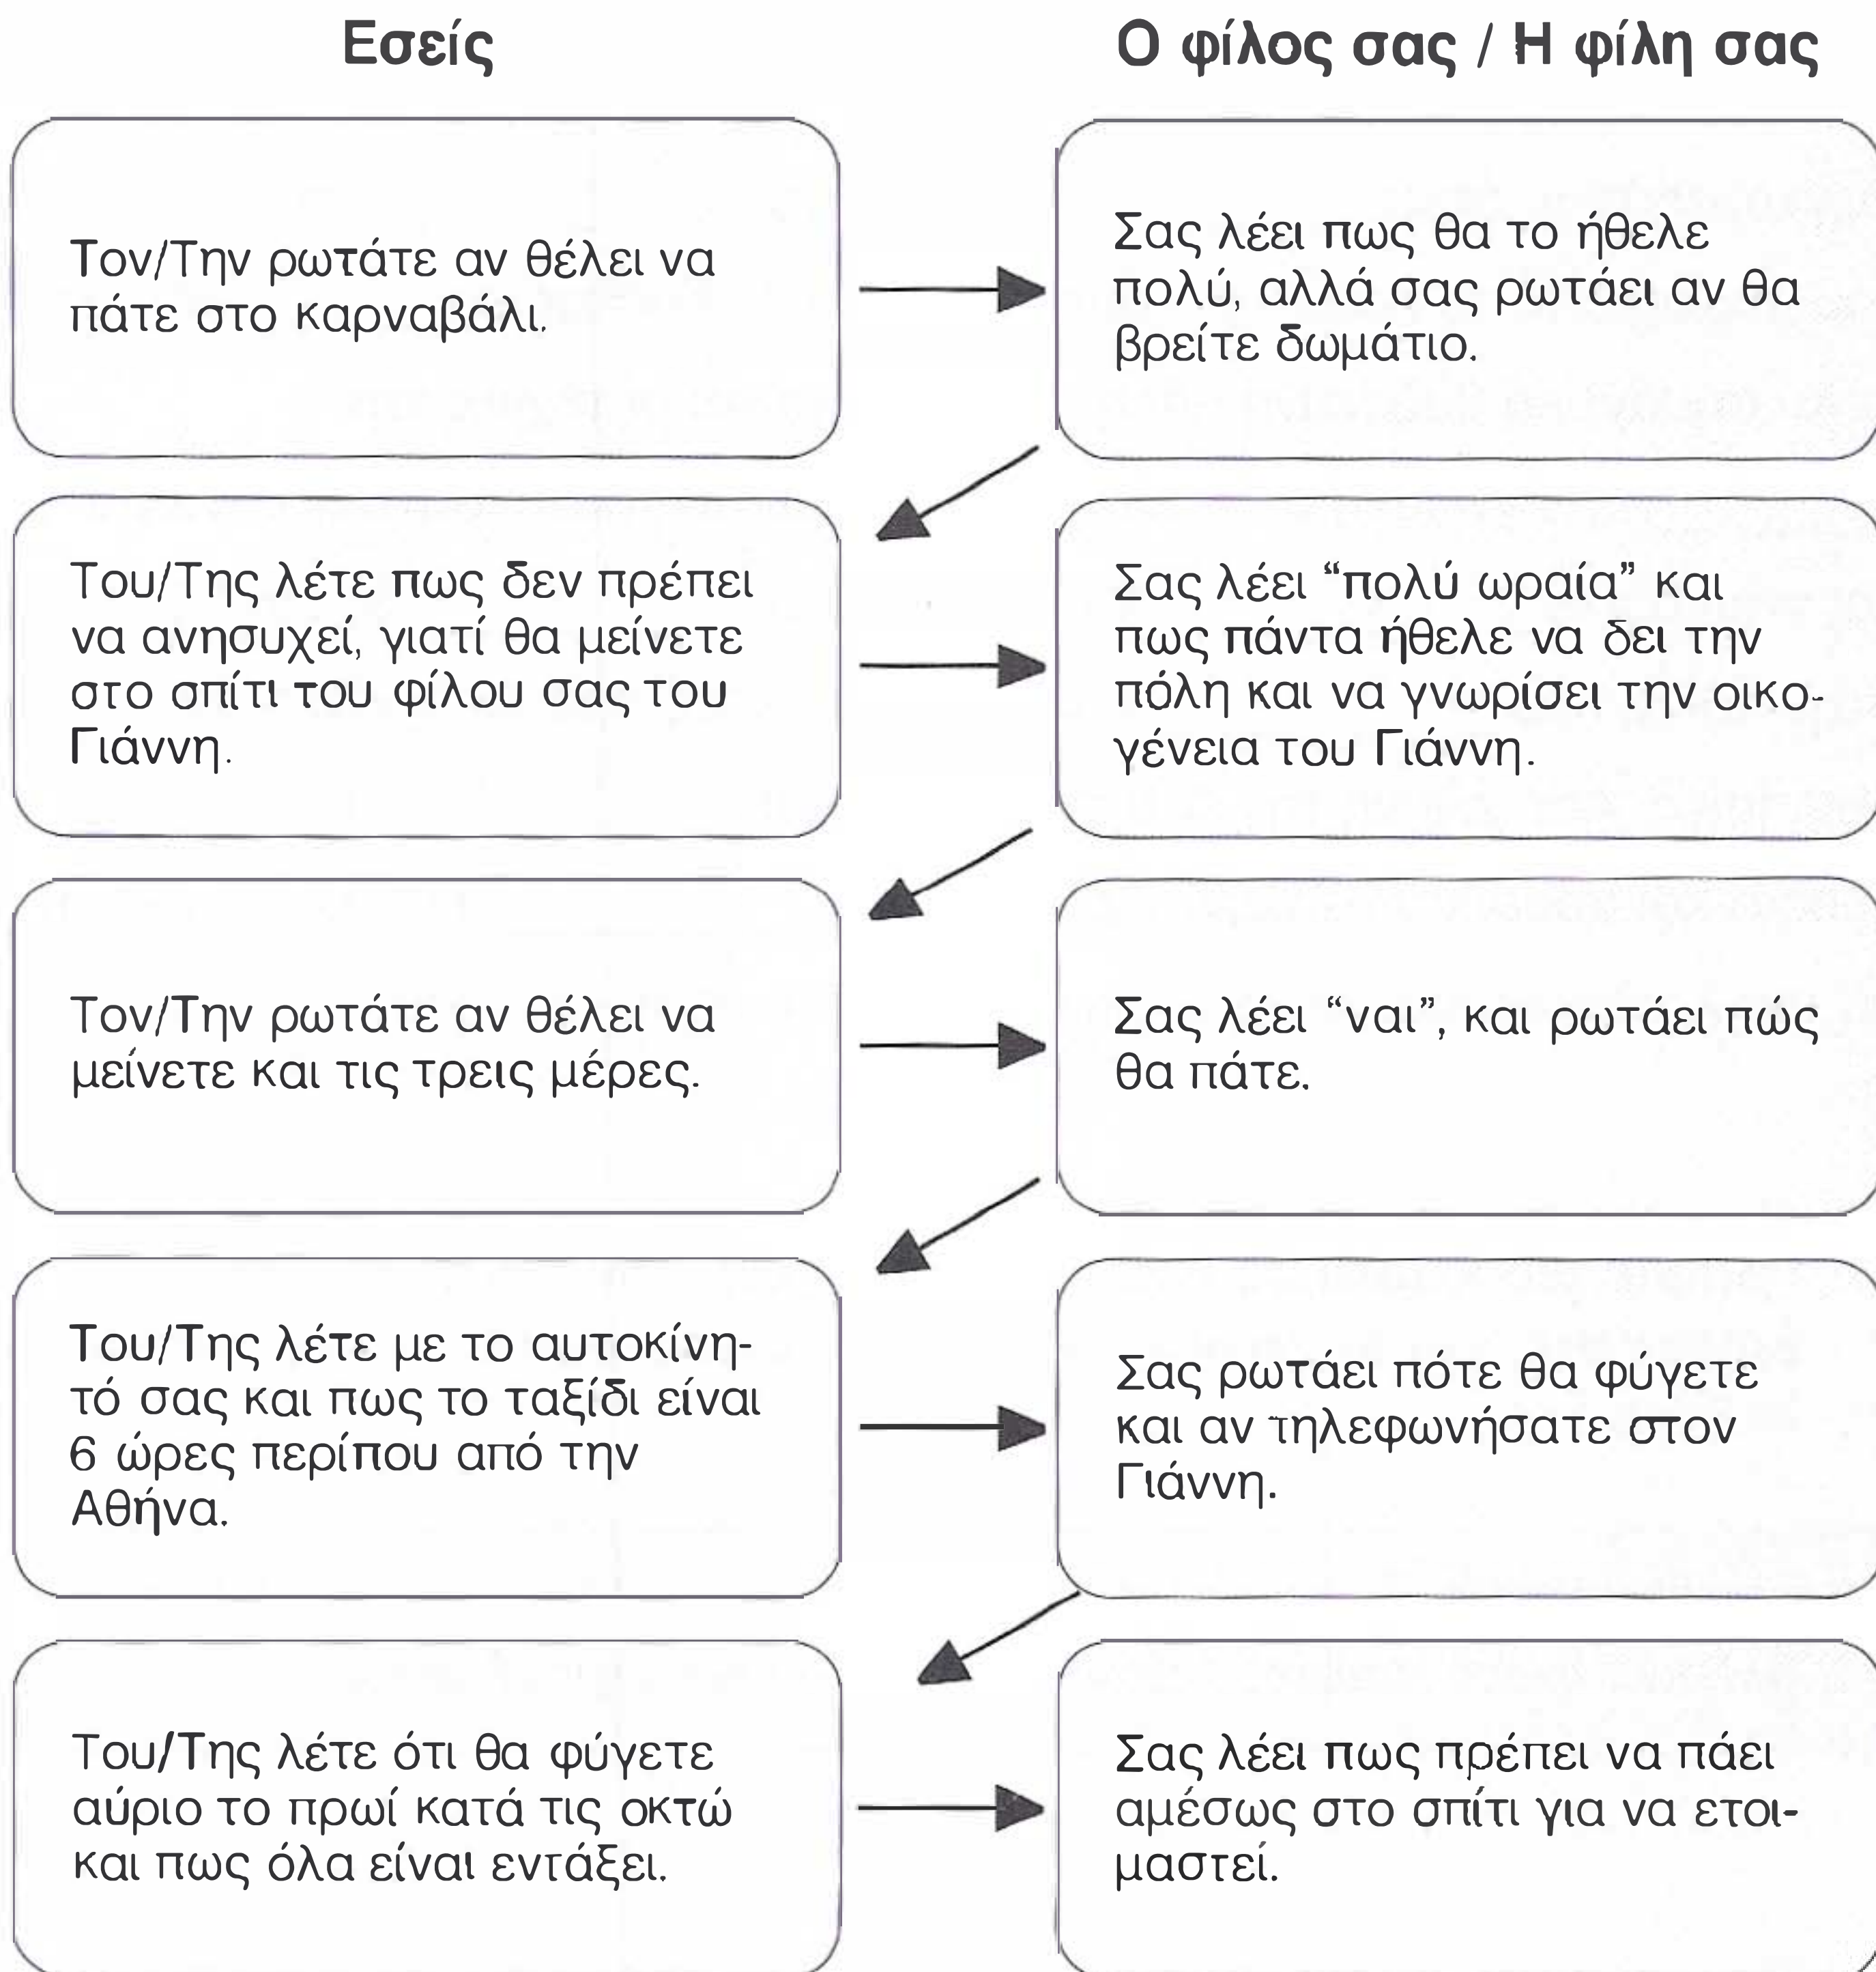 Εσείς
Ο φίλος σας / Η φίλη σας
Τον/Την ρωτάτε αν θέλει να
πάτε στο καρναβάλι.
Σας λέει πως θα το ήθελε
πολύ, αλλά σας ρωτάει αν θα
βρείτε δωμάτιο.
Του/Της λέτε πως δεν πρέπει
να ανησυχεί, γιατί θα μείνετε
στο σπίτι του φίλου σας του
Γιάννη.
Σας λέει “πολύ ωραία” και
πως πάντα ήθελε να δει την
πόλη και να γνωρίσει την οικο-
γένεια του Γιάννη.
Τον/Την ρωτάτε αν θέλει να
μείνετε και τις τρεις μέρες.
Σας λέει “ναι”, και ρωτάει πώς
θα πάτε.
Του/Της λέτε με το αυτοκίνη-
τό σας και πως το ταξίδι είναι
6 ώρες περίπου από την
Αθήνα.
Σας ρωτάει πότε θα φύγετε
και αν τηλεφωνήσατε στον
Γιάννη.
Του/Της λέτε ότι θα φύγετε
αύριο το πρωί κατά τις οκτώ
και πως όλα είναι εντάξει.
Σας λέει πως πρέπει να πάει
αμέσως στο σπίτι για να ετοι-
μαστεί.